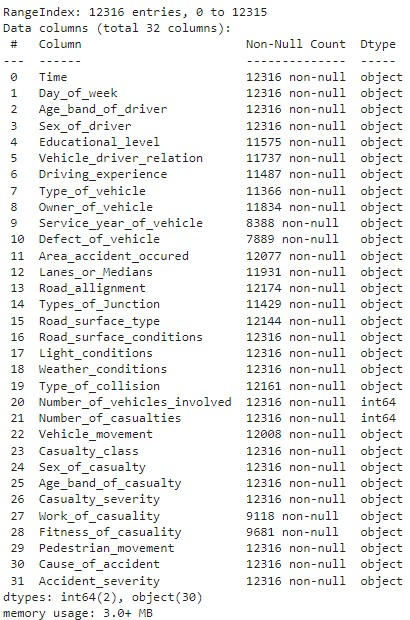 RangeIndex: 12316 entries, 0 to 12315
Data columns (total 32 columns):
 #   Column                       Non-Null Count  Dtype
---  ------                       --------------  -----
 0   Time                         12316 non-null  object
 1   Day_of_week                  12316 non-null  object
 2   Age_band_of_driver           12316 non-null  object
 3   Sex_of_driver                12316 non-null  object
 4   Educational_level            11575 non-null  object
 5   Vehicle_driver_relation      11737 non-null  object
 6   Driving_experience           11487 non-null  object
 7   Type_of_vehicle              11366 non-null  object
 8   Owner_of_vehicle             11834 non-null  object
 9   Service_year_of_vehicle      8388 non-null   object
 10  Defect_of_vehicle            7889 non-null   object
 11  Area_accident_occured        12077 non-null  object
 12  Lanes_or_Medians             11931 non-null  object
 13  Road_allignment              12174 non-null  object
 14  Types_of_Junction            11429 non-null  object
 15  Road_surface_type            12144 non-null  object
 16  Road_surface_conditions      12316 non-null  object
 17  Light_conditions             12316 non-null  object
 18  Weather_conditions           12316 non-null  object
 19  Type_of_collision            12161 non-null  object
 20  Number_of_vehicles_involved  12316 non-null  int64
 21  Number_of_casualties         12316 non-null  int64
 22  Vehicle_movement             12008 non-null  object
 23  Casualty_class               12316 non-null  object
 24  Sex_of_casualty              12316 non-null  object
 25  Age_band_of_casualty         12316 non-null  object
 26  Casualty_severity            12316 non-null  object
 27  Work_of_casuality            9118 non-null   object
 28  Fitness_of_casuality         9681 non-null   object
 29  Pedestrian_movement          12316 non-null  object
 30  Cause_of_accident            12316 non-null  object
 31  Accident_severity            12316 non-null  object
dtypes: int64(2), object(30)
memory usage: 3.0+ MB